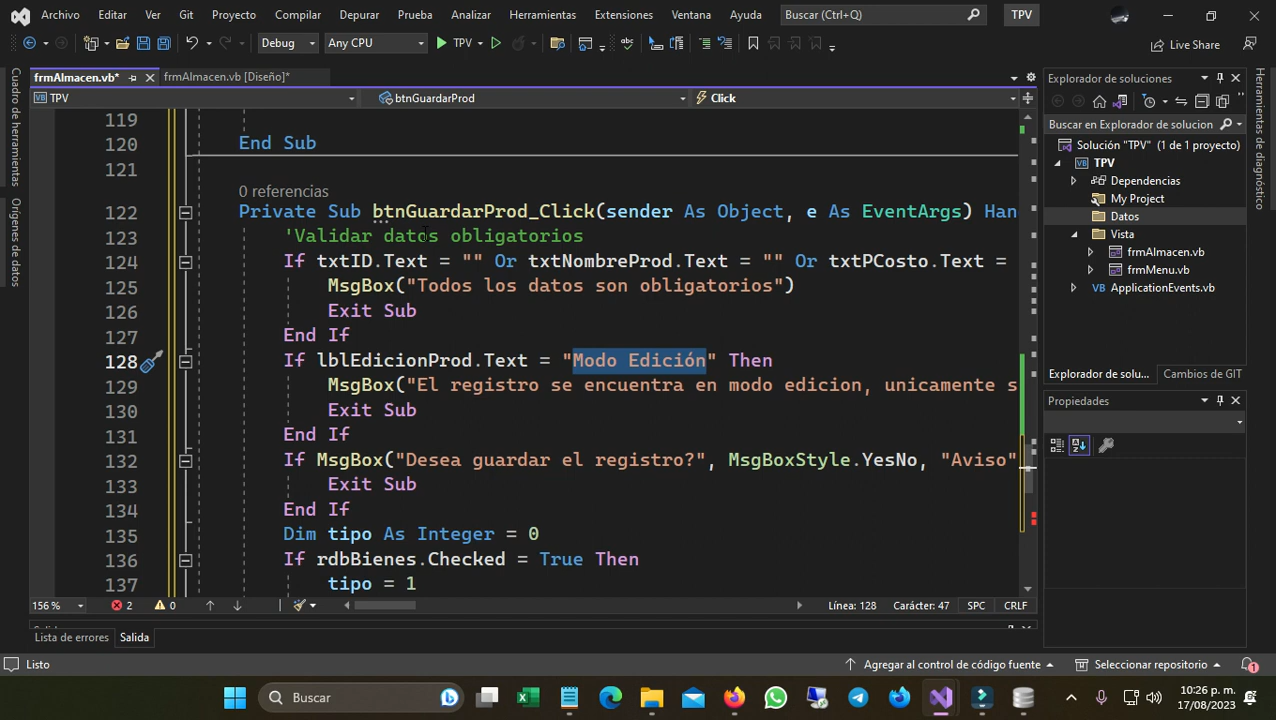 Archivo Editar Ver Git Proyecto Compilar Depurar Prueba Analizar Herramientas Extensiones Ventana Ayuda Buscar (Ctrl+Q) TPV
Debug Any CPU TPV Live Share
frmAlmacen.vb* frmAlmacen.vb [Diseño]* Explorador de soluciones
TPV btnGuardarProd Click
Buscar en Explorador de solucion
Cuadro de herramientas
Orígenes de datos
Herramientas de diagnóstico
119
120 End Sub
121
0 referencias
122 Private Sub btnGuardarProd_Click(sender As Object, e As EventArgs) Han
123 'Validar datos obligatorios
124 If txtID.Text = "" Or txtNombreProd.Text = "" Or txtPCosto.Text =
125 MsgBox("Todos los datos son obligatorios")
126 Exit Sub
127 End If
128 If lblEdicionProd.Text = "Modo Edición" Then
129 MsgBox("El registro se encuentra en modo edicion, unicamente s
130 Exit Sub
131 End If
132 If MsgBox("Desea guardar el registro?", MsgBoxStyle.YesNo, "Aviso"
133 Exit Sub
134 End If
135 Dim tipo As Integer = 0
136 If rdbBienes.Checked = True Then
137 tipo = 1
Solución "TPV" (1 de 1 proyecto)
TPV
Dependencias
My Project
Datos
Vista
frmAlmacen.vb
frmMenu.vb
ApplicationEvents.vb
Explorador de solu... Cambios de GIT
Propiedades
156 % 2 0 Línea: 128 Carácter: 47 SPC CRLF
Lista de errores Salida
Listo Agregar al control de código fuente Seleccionar repositorio 1
Buscar 10:26 p. m.
17/08/2023